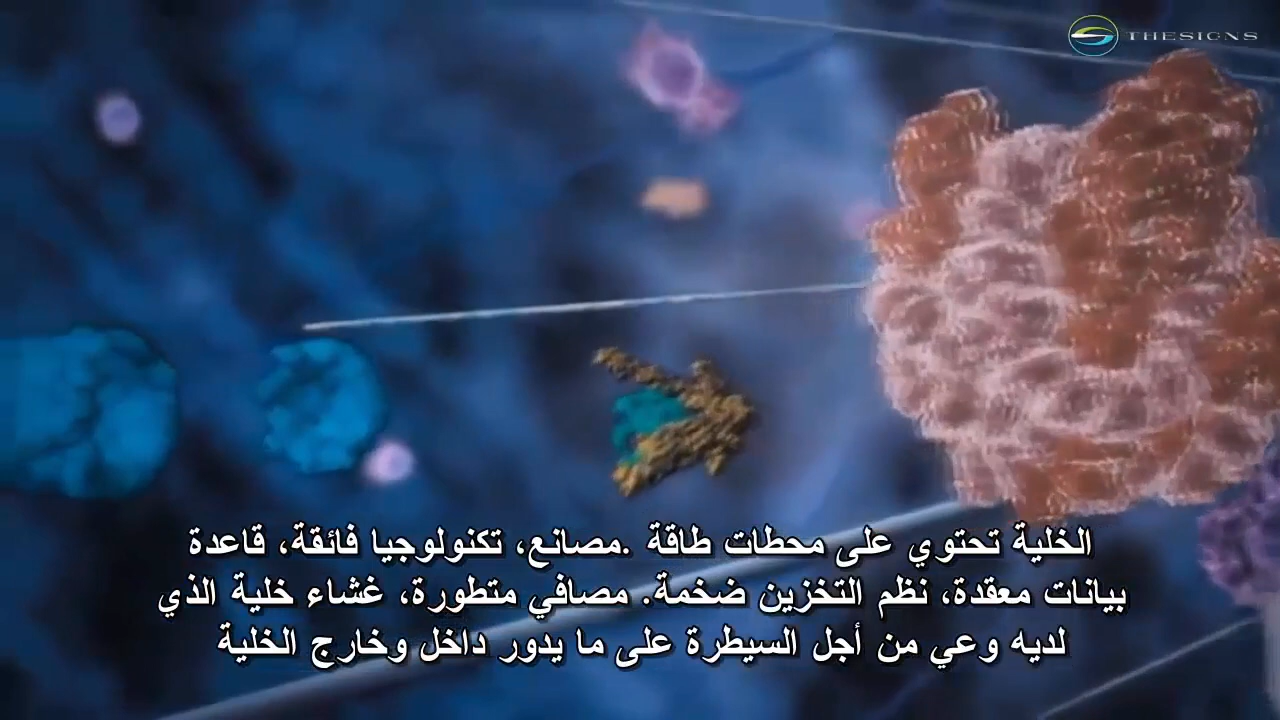 THESIGNS
الخلية تحتوي على محطات طاقة .مصانع، تكنولوجيا فائقة، قاعدة
بيانات معقدة، نظم التخزين ضخمة. مصافي متطورة، غشاء خلية الذي
لديه وعي من أجل السيطرة على ما يدور داخل وخارج الخلية